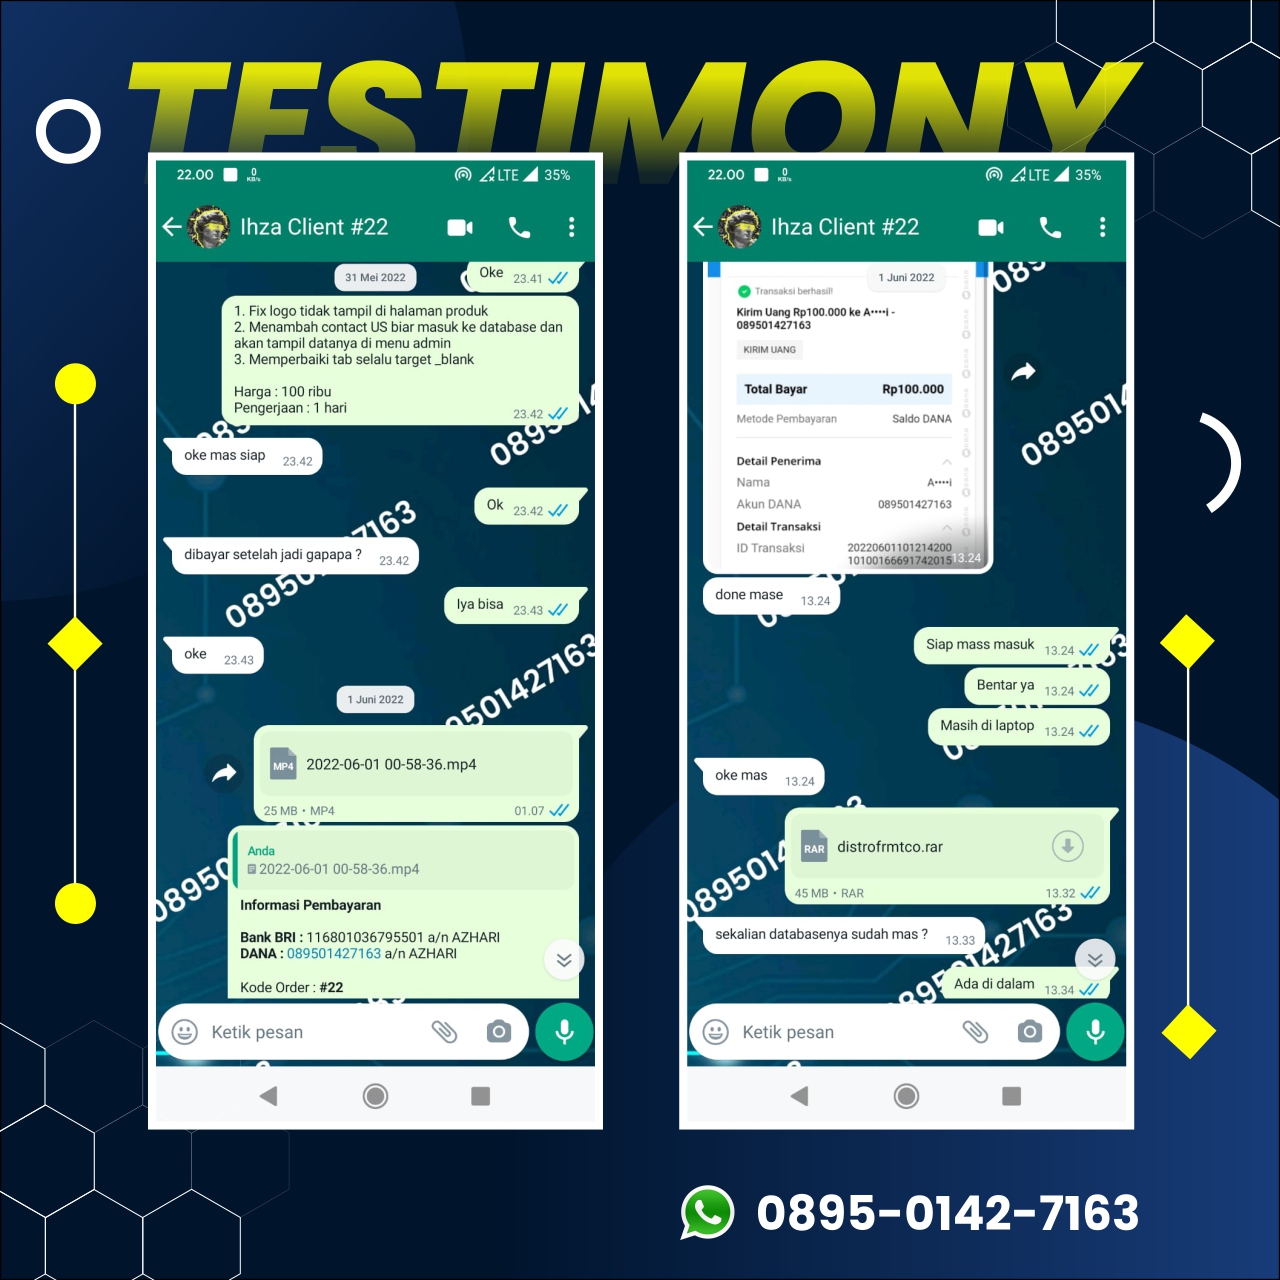 TESTIMONY
22.00 0 KB/s LTE 35%
Ihza Client #22
31 Mei 2022
Oke 23.41
1. Fix logo tidak tampil di halaman produk
2. Menambah contact US biar masuk ke database dan
akan tampil datanya di menu admin
3. Memperbaiki tab selalu target _blank
Harga : 100 ribu
Pengerjaan : 1 hari
23.42
oke mas siap 23.42
Ok 23.42
dibayar setelah jadi gapapa ? 23.42
Iya bisa 23.43
oke 23.43
1 Juni 2022
MP4 2022-06-01 00-58-36.mp4
25 MB • MP4 01.07
Anda
2022-06-01 00-58-36.mp4
Informasi Pembayaran
Bank BRI : 116801036795501 a/n AZHARI
DANA : 089501427163 a/n AZHARI
Kode Order : #22
Ketik pesan
22.00 0 KB/s LTE 35%
Ihza Client #22
1 Juni 2022
Transaksi berhasil!
Kirim Uang Rp100.000 ke A••••i -
089501427163
KIRIM UANG
Total Bayar Rp100.000
Metode Pembayaran Saldo DANA
Detail Penerima
Nama A••••i
Akun DANA 089501427163
Detail Transaksi
ID Transaksi 20220601101214200
10100166691742015
13.24
done mase 13.24
Siap mass masuk 13.24
Bentar ya 13.24
Masih di laptop 13.24
oke mas 13.24
RAR distrofrmtco.rar
45 MB • RAR 13.32
sekalian databasenya sudah mas ? 13.33
Ada di dalam 13.34
Ketik pesan
0895-0142-7163